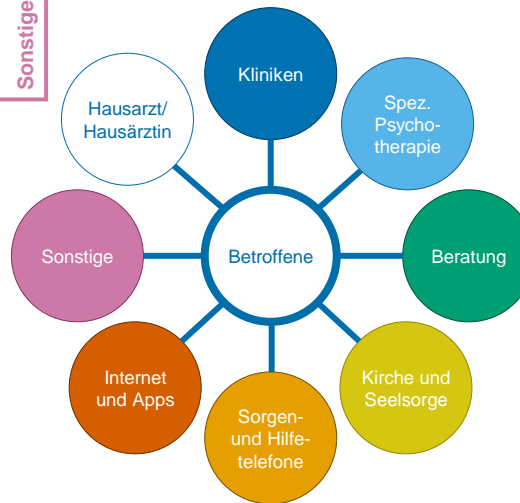 Sonstige
Kliniken
Hausarzt/
Hausärztin
Spez.
Psycho-
therapie
Sonstige
Betroffene
Beratung
Internet
und Apps
Kirche und
Seelsorge
Sorgen-
und Hilfe-
telefone